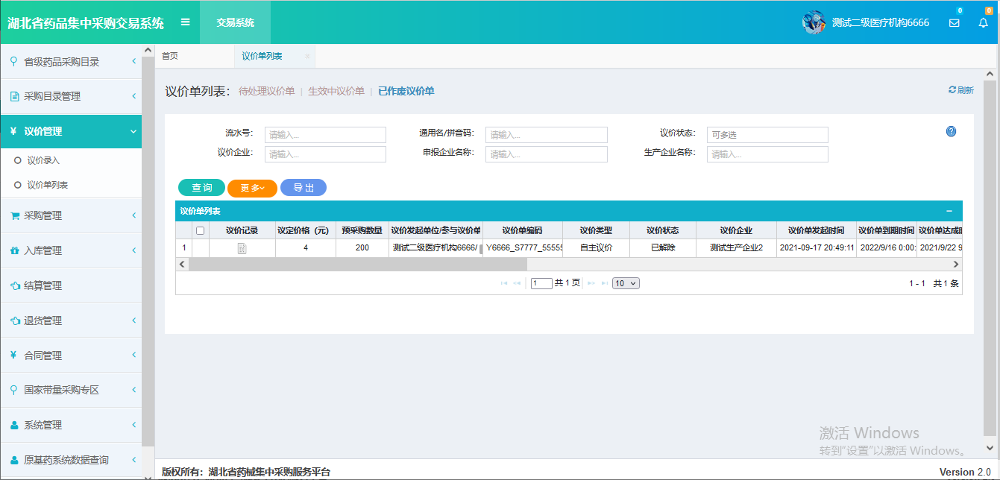 湖北省药品集中采购交易系统
交易系统
测试二级医疗机构6666
0
0
省级药品采购目录
采购目录管理
议价管理
议价录入
议价单列表
采购管理
入库管理
结算管理
退货管理
合同管理
国家带量采购专区
系统管理
原基药系统数据查询
首页
议价单列表
议价单列表：
待处理议价单 | 生效中议价单 | 已作废议价单
刷新
流水号： 请输入...
通用名/拼音码： 请输入...
议价状态： 可多选
议价企业： 请输入...
申报企业名称： 请输入...
生产企业名称： 请输入...
查 询
更 多
导 出
议价单列表
议价记录 议定价格（元） 预采购数量 议价发起单位/参与议价单 议价单编码 议价类型 议价状态 议价企业 议价单发起时间 议价单到期时间 议价单达成时
1 4 200 测试二级医疗机构6666/ Y6666_S7777_55555 自主议价 已解除 测试生产企业2 2021-09-17 20:49:11 2022/9/16 0:00: 2021/9/22 9
1 共 1 页 10
1 - 1 共 1 条
激活 Windows
转到"设置"以激活 Windows。
版权所有：湖北省药械集中采购服务平台
Version 2.0